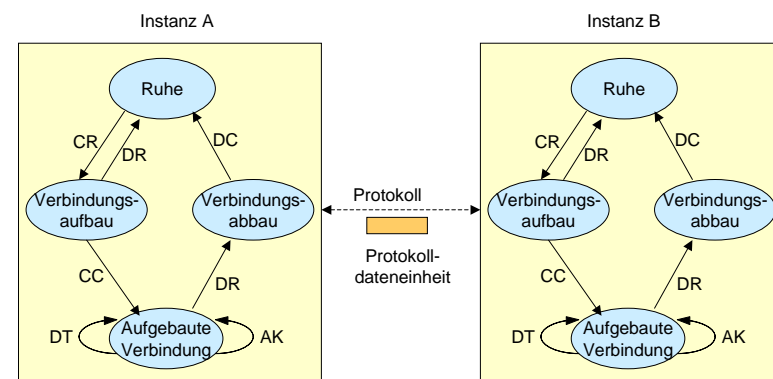 Instanz A
Instanz B
Ruhe
CR
DR
DC
Verbindungs-
aufbau
Verbindungs-
abbau
CC
DR
DT
Aufgebaute
Verbindung
AK
Protokoll
Protokoll-
dateneinheit
Ruhe
CR
DR
DC
Verbindungs-
aufbau
Verbindungs-
abbau
CC
DR
DT
Aufgebaute
Verbindung
AK